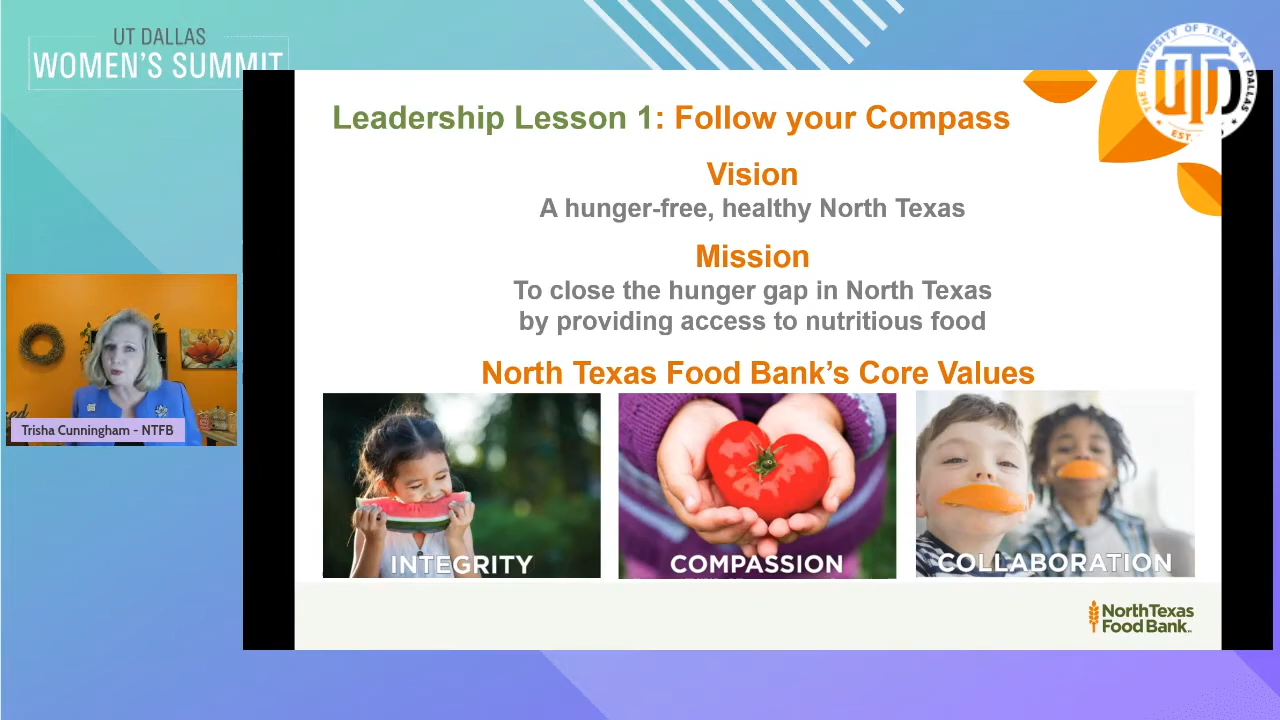 UT DALLAS
WOMEN'S SUMMIT
THE UNIVERSITY OF TEXAS AT DALLAS
UTD
Leadership Lesson 1: Follow your Compass
Vision
A hunger-free, healthy North Texas
Mission
To close the hunger gap in North Texas
by providing access to nutritious food
North Texas Food Bank's Core Values
Trisha Cunningham - NTFB
INTEGRITY
COMPASSION
COLLABORATION
North Texas
Food Bank